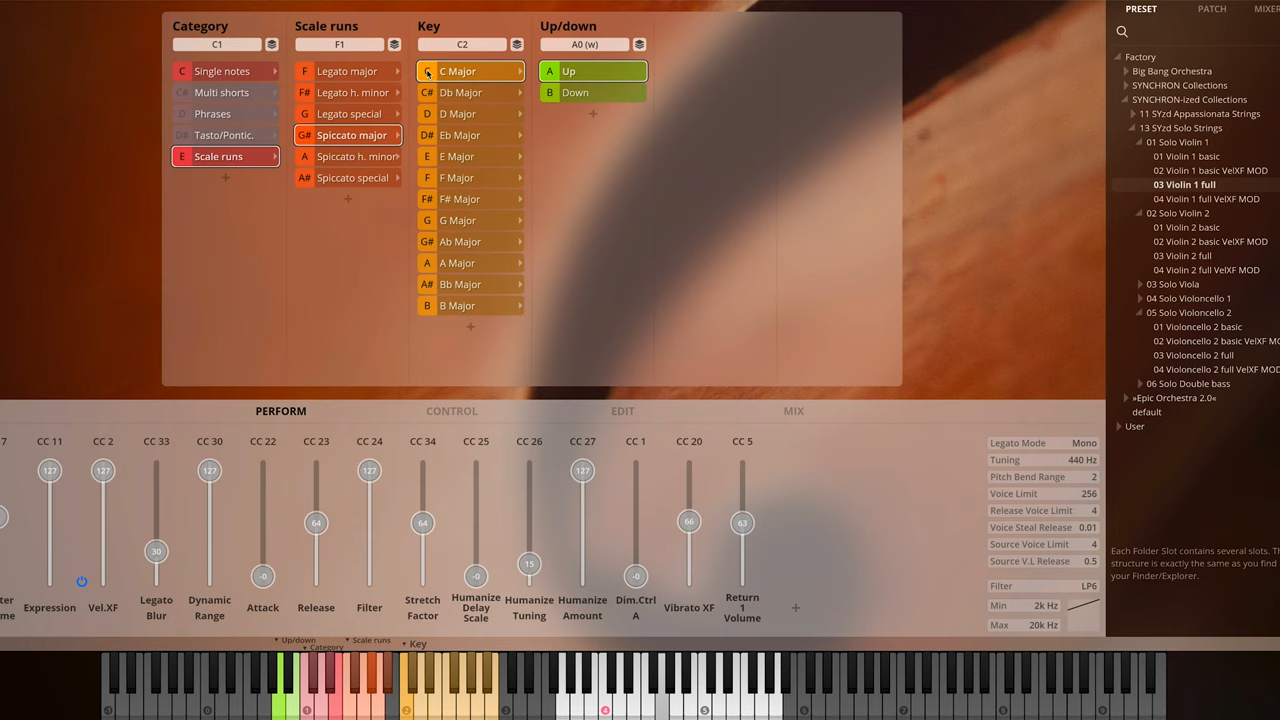 Category
C1
C Single notes
C# Multi shorts
D Phrases
D# Tasto/Pontic.
E Scale runs
+
Scale runs
F1
F Legato major
F# Legato h. minor
G Legato special
G# Spiccato major
A Spiccato h. minor
A# Spiccato special
+
Key
C2
C C Major
C# Db Major
D D Major
D# Eb Major
E E Major
F F Major
F# F# Major
G G Major
G# Ab Major
A A Major
A# Bb Major
B B Major
+
Up/down
A0 (w)
A Up
B Down
+
PRESET PATCH MIXER
Factory
Big Bang Orchestra
SYNCHRON Collections
SYNCHRON-ized Collections
11 SYzd Appassionata Strings
13 SYzd Solo Strings
01 Solo Violin 1
01 Violin 1 basic
02 Violin 1 basic VelXF MOD
03 Violin 1 full
04 Violin 1 full VelXF MOD
02 Solo Violin 2
01 Violin 2 basic
02 Violin 2 basic VelXF MOD
03 Violin 2 full
04 Violin 2 full VelXF MOD
03 Solo Viola
04 Solo Violoncello 1
05 Solo Violoncello 2
01 Violoncello 2 basic
02 Violoncello 2 basic VelXF MO
03 Violoncello 2 full
04 Violoncello 2 full VelXF MOD
06 Solo Double bass
»Epic Orchestra 2.0«
default
User
Each Folder Slot contains several slots. Th
structure is exactly the same as you find
your Finder/Explorer.
PERFORM CONTROL EDIT MIX
7 CC 11 CC 2 CC 33 CC 30 CC 22 CC 23 CC 24 CC 34 CC 25 CC 26 CC 27 CC 1 CC 20 CC 5
127 127 30 127 -0 64 127 64 -0 15 127 -0 66 63
Expression
Vel.XF
Legato
Blur
Dynamic
Range
Attack
Release
Filter
Stretch
Factor
Humanize
Delay
Scale
Humanize
Tuning
Humanize
Amount
Dim.Ctrl
A
Vibrato XF
Return
1
Volume
+
Legato Mode Mono
Tuning 440 Hz
Pitch Bend Range 2
Voice Limit 256
Release Voice Limit 4
Voice Steal Release 0.01
Source Voice Limit 4
Source V.L Release 0.5
Filter LP6
Min 2k Hz
Max 20k Hz
Up/down
Category
Scale runs
Key
-1 0 1 2 3 4 5 6 7 8 9